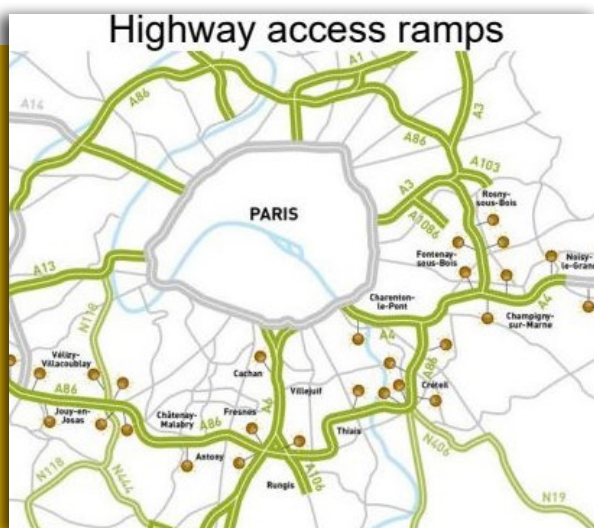 Highway access ramps
A1
A86
A14
A3
A86
A103
A3
Rosny-
sous-Bois
A1086
PARIS
Fontenay-
sous-Bois
Noisy-
le-Grand
A13
N118
Charenton-
le-Pont
A4
Champigny-
sur-Marne
A4
Vélizy-
Villacoublay
Cachan
A86
A86
Villejuif
Créteil
A6
Jouy-en-
Josas
Châtenay-
Malabry
Fresnes
A86
Thiais
Antony
N406
N118
N444
Rungis
A106
N19